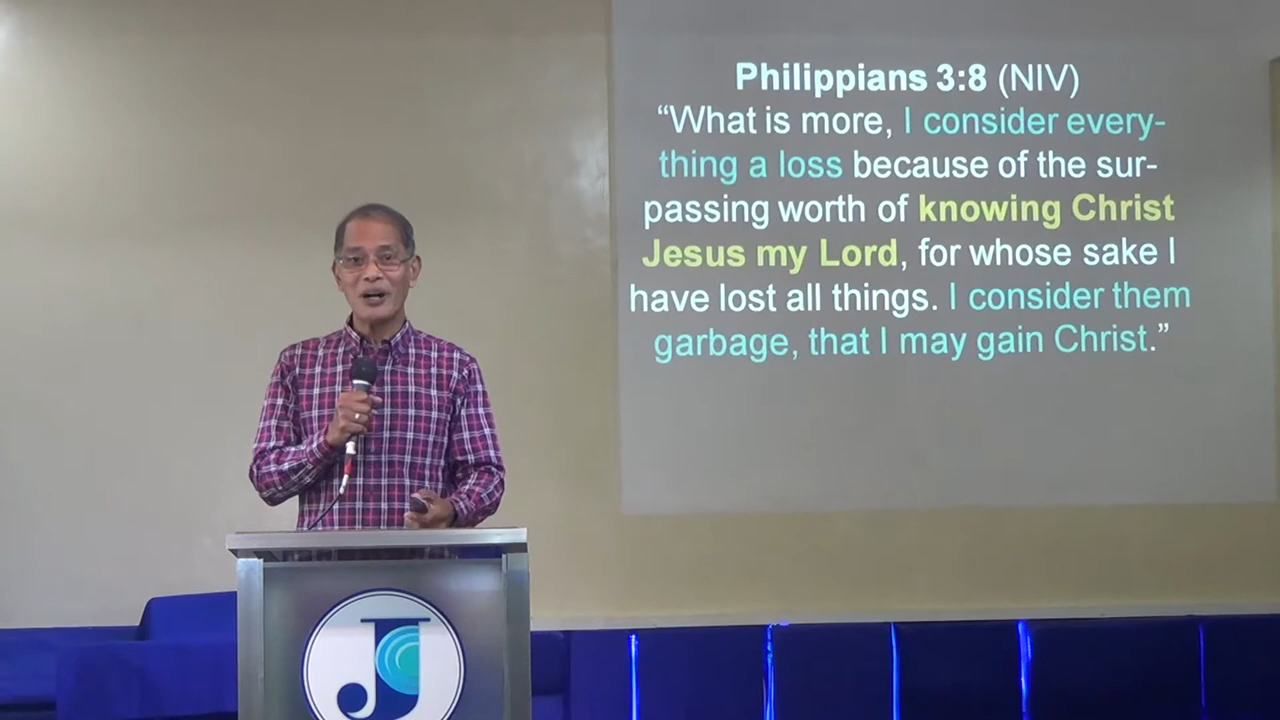 Philippians 3:8 (NIV)
“What is more, I consider every-
thing a loss because of the sur-
passing worth of knowing Christ
Jesus my Lord, for whose sake I
have lost all things. I consider them
garbage, that I may gain Christ.”
J